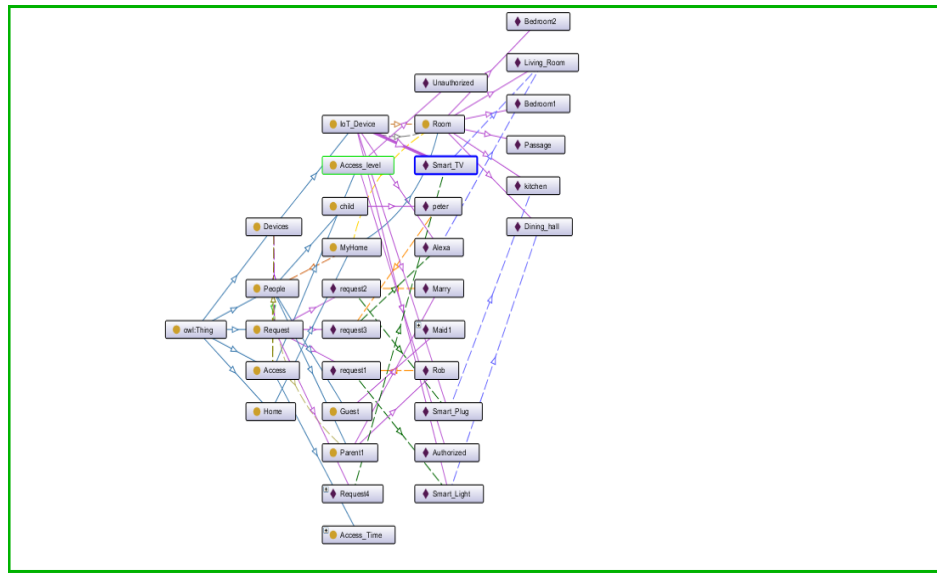 Bedroom2
Living_Room
Unauthorized
Bedroom1
IoT_Device
Room
Passage
Access_level
Smart_TV
kitchen
child
peter
Devices
Dining_hall
MyHome
Alexa
People
request2
Marry
owl:Thing
Request
request3
Maid1
Access
request1
Rob
Home
Guest
Smart_Plug
Parent1
Authorized
Request4
Smart_Light
Access_Time